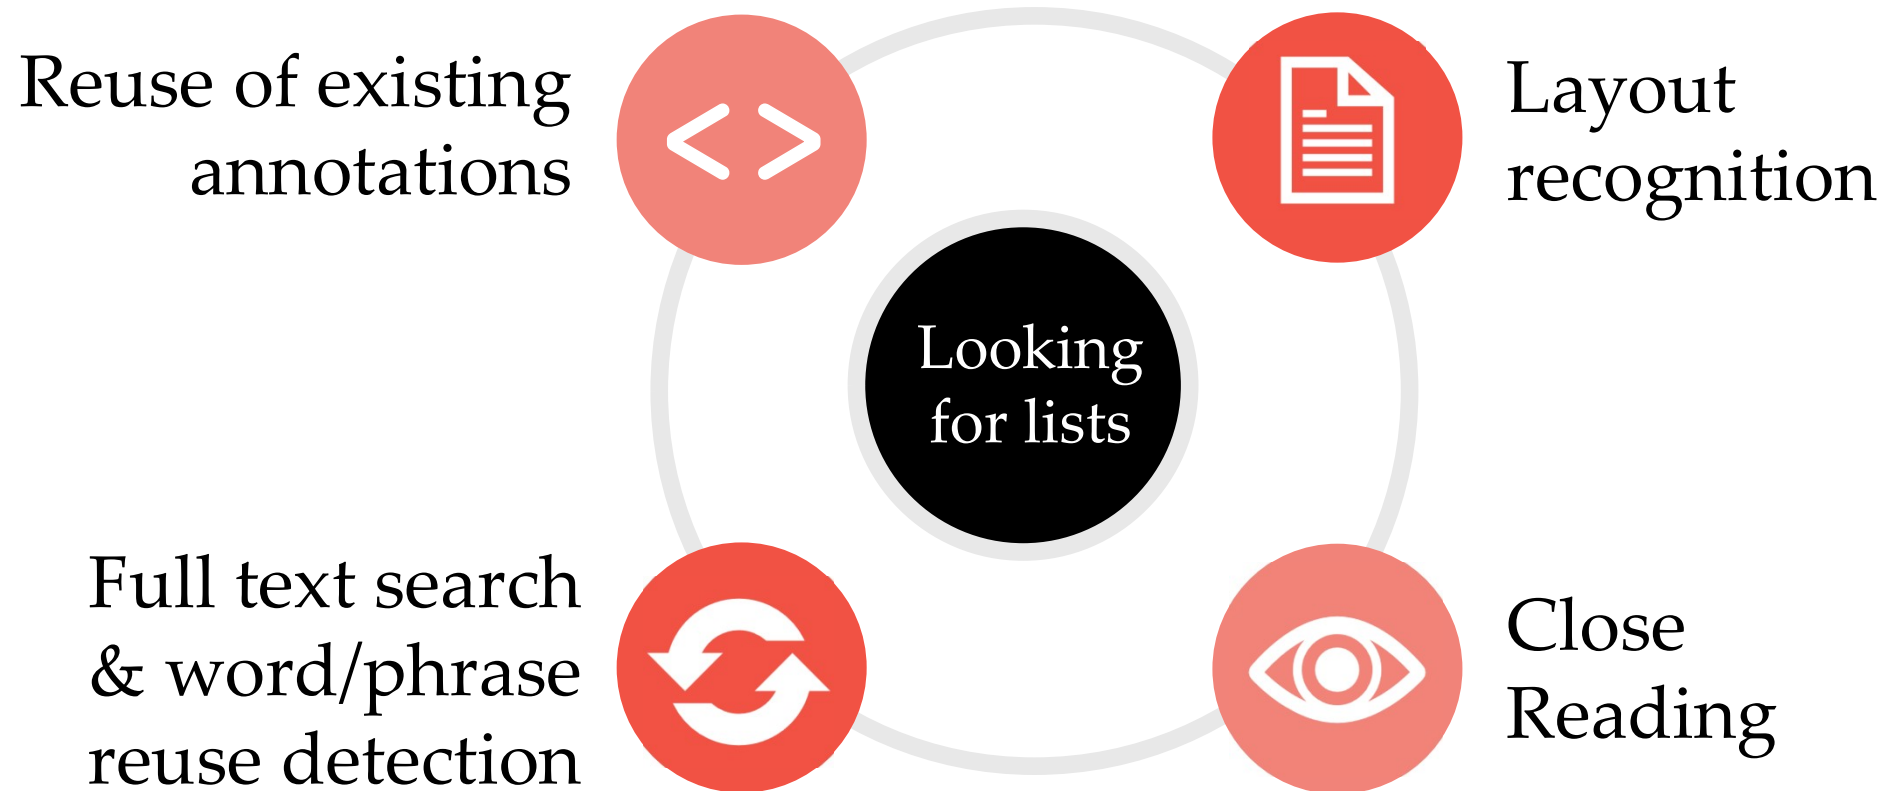 Reuse of existing
annotations
Layout
recognition
Looking
for lists
Full text search
& word/phrase
reuse detection
Close
Reading